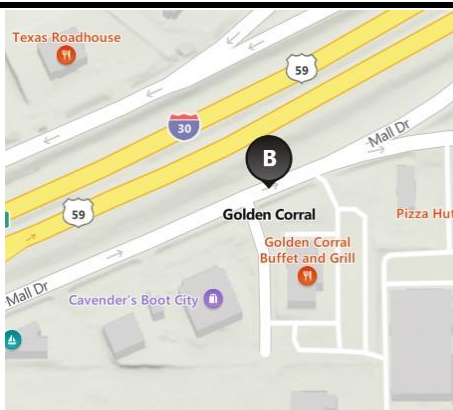 Texas Roadhouse
59
30
Mall Dr
B
59
Golden Corral
Pizza Hut
Golden Corral
Buffet and Grill
Cavender's Boot City
Mall Dr